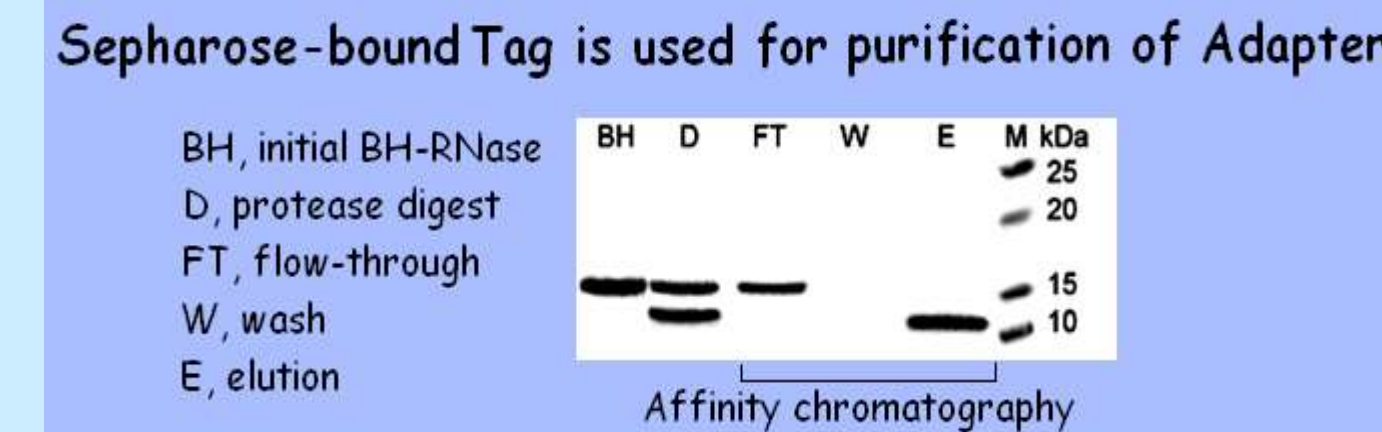 Sepharose-bound Tag is used for purification of Adapter
BH, initial BH-RNase
D, protease digest
FT, flow-through
W, wash
E, elution
BH D FT W E M kDa
25
20
15
10
Affinity chromatography